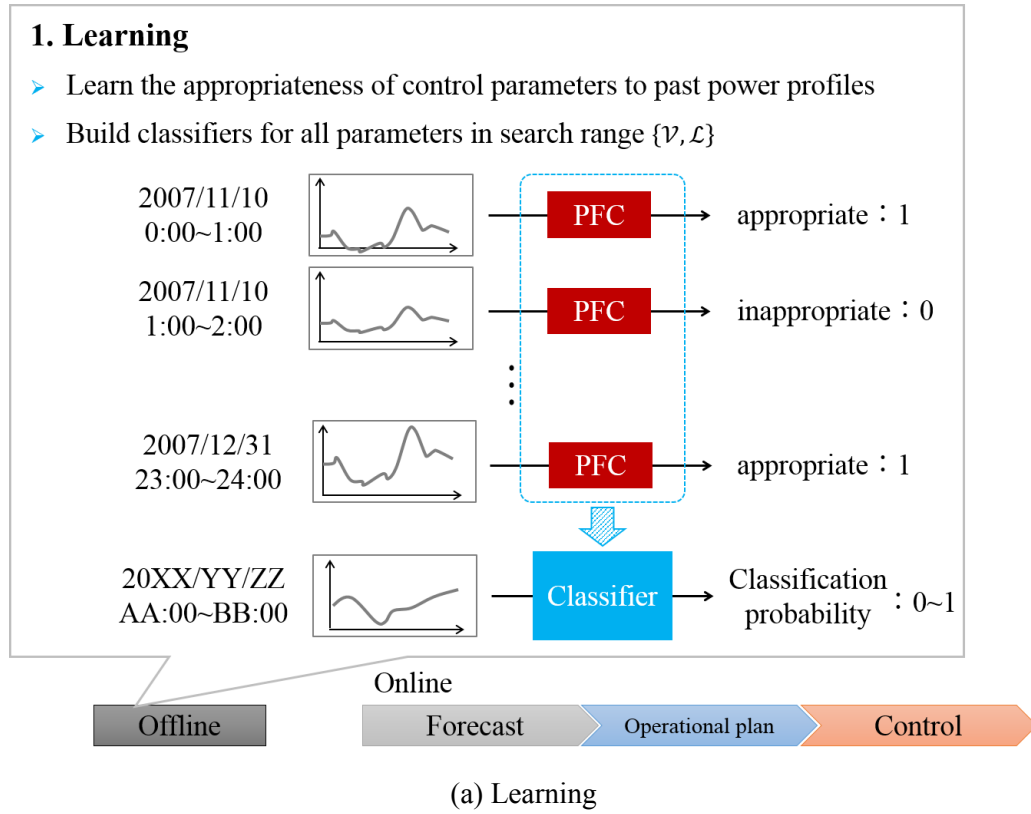 1. Learning
➢ Learn the appropriateness of control parameters to past power profiles
➢ Build classifiers for all parameters in search range {𝒱, ℒ}
2007/11/10
0:00~1:00
PFC
appropriate：1
2007/11/10
1:00~2:00
PFC
inappropriate：0
⋮
2007/12/31
23:00~24:00
PFC
appropriate：1
20XX/YY/ZZ
AA:00~BB:00
Classifier
Classification
probability：0~1
Online
Offline
Forecast
Operational plan
Control
(a) Learning